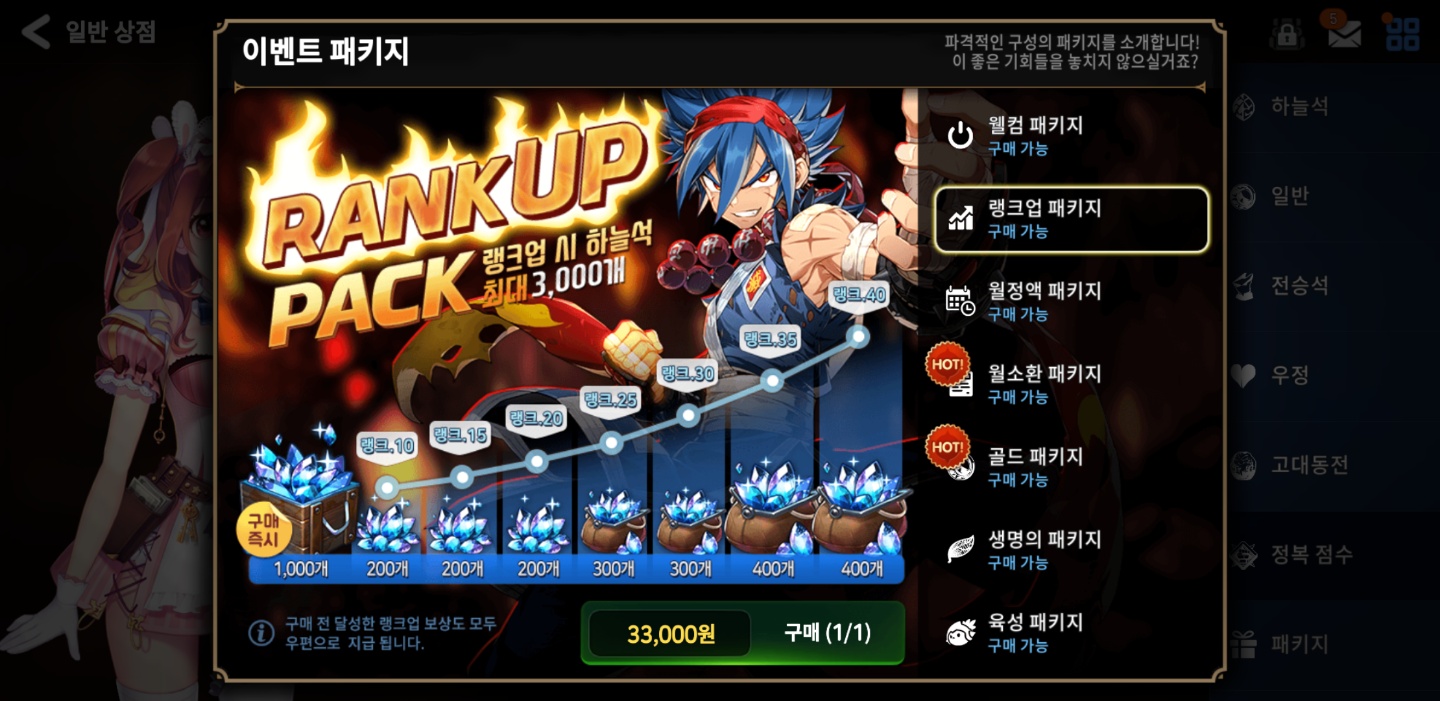 일반 상점
이벤트 패키지
파격적인 구성의 패키지를 소개합니다!
이 좋은 기회들을 놓치지 않으실거죠?
5
RANK UP
PACK
랭크업 시 하늘석
최대 3,000개
랭크.10
랭크.15
랭크.20
랭크.25
랭크.30
랭크.35
랭크.40
구매
즉시
1,000개
200개
200개
200개
300개
300개
400개
400개
구매 전 달성한 랭크업 보상도 모두
우편으로 지급 됩니다.
33,000원
구매 (1/1)
웰컴 패키지
구매 가능
랭크업 패키지
구매 가능
월정액 패키지
구매 가능
HOT!
월소환 패키지
구매 가능
HOT!
골드 패키지
구매 가능
생명의 패키지
구매 가능
육성 패키지
구매 가능
하늘석
일반
전승석
우정
고대동전
정복 점수
패키지